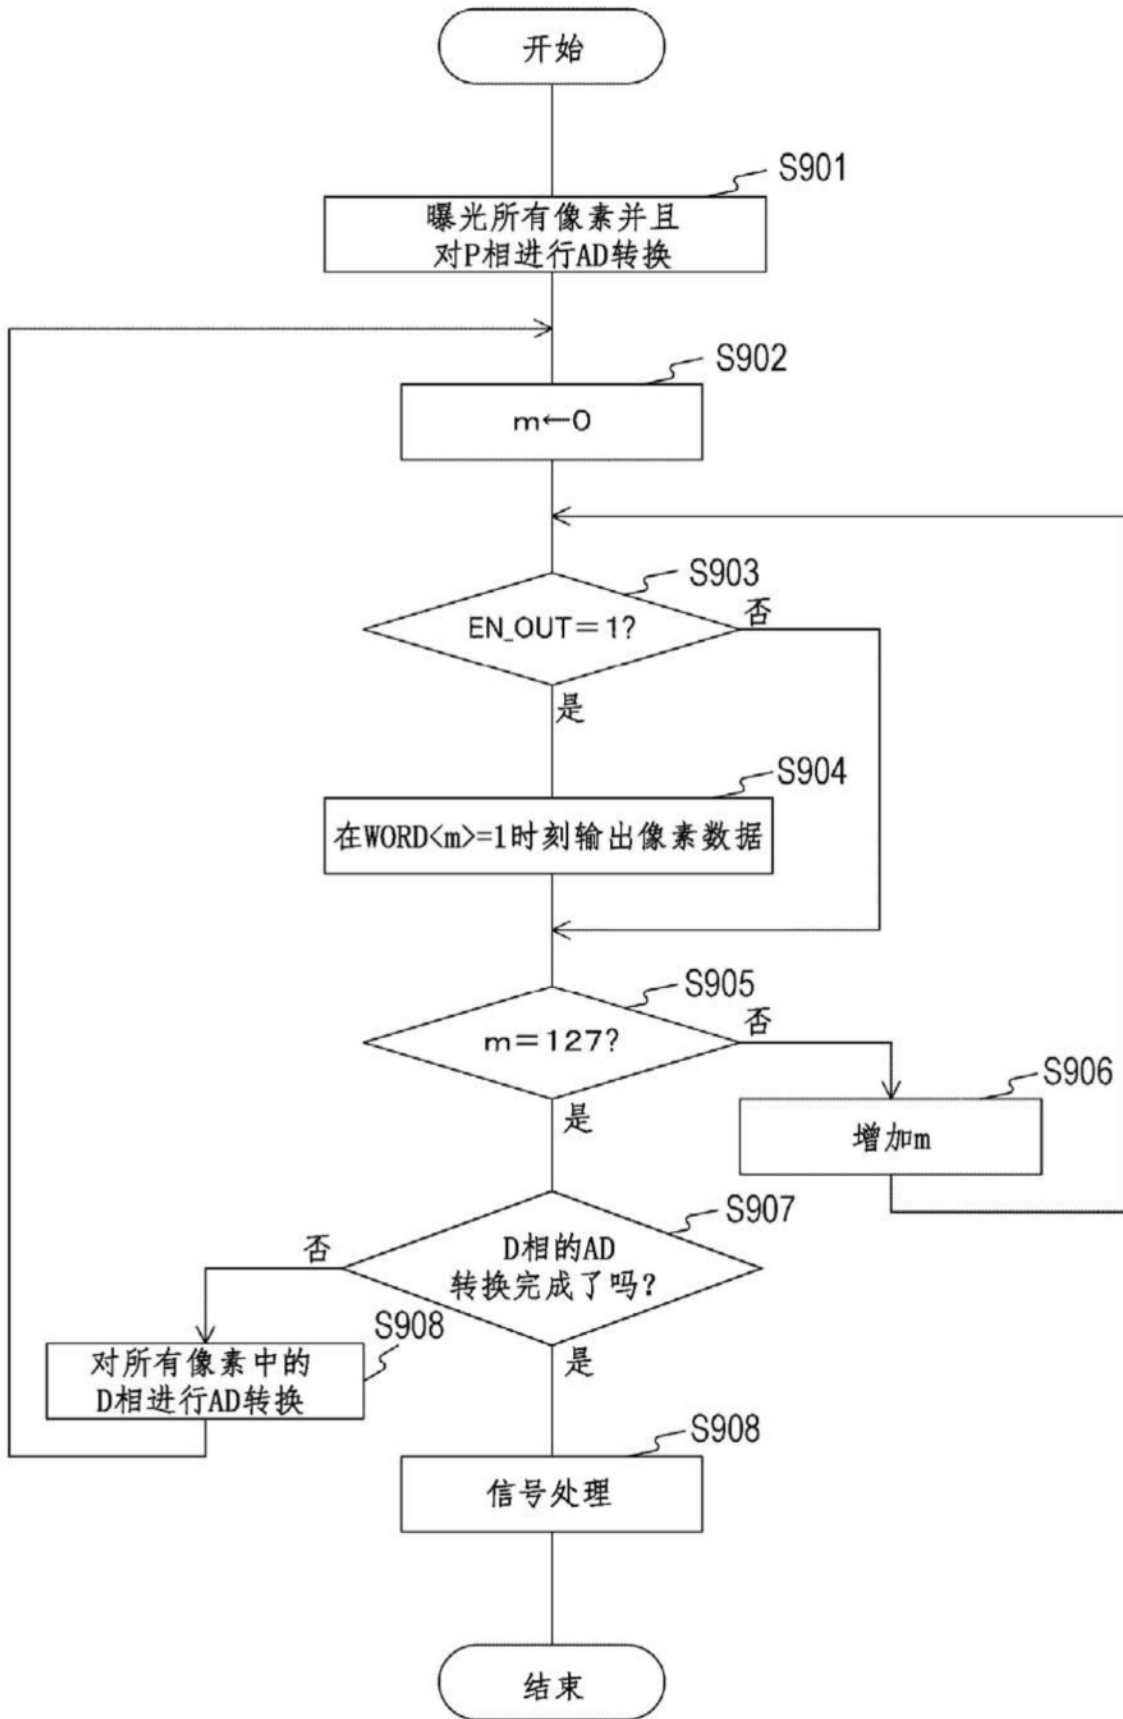 开始
S901
曝光所有像素并且
对P相进行AD转换
S902
m←0
S903
EN_OUT=1?
否
是
S904
在WORD<m>=1时刻输出像素数据
S905
m=127?
否
是
S906
增加m
S907
D相的AD
转换完成了吗?
否
是
S908
对所有像素中的
D相进行AD转换
S908
信号处理
结束